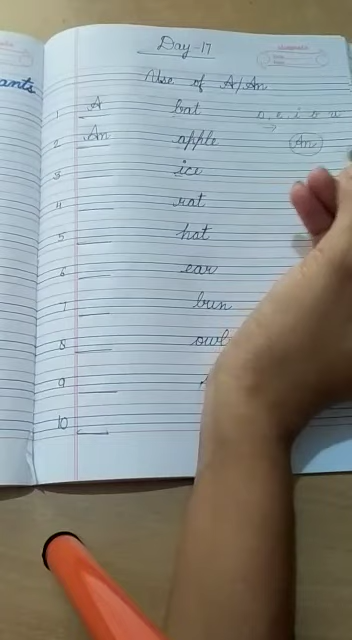 Day-17
ants
Use of A/An
1 A bat a, e, i, o, u
2 An apple An
3 ice
4 rat
5 hat
6 ear
7 bun
8 owl
9
10